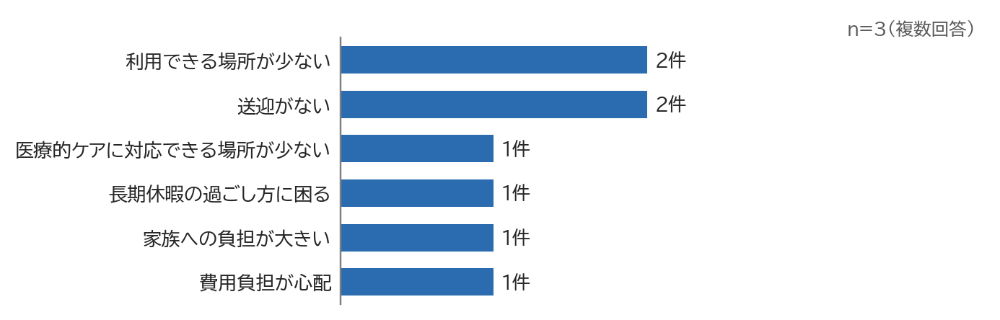 n=3(複数回答)
利用できる場所が少ない 2件
送迎がない 2件
医療的ケアに対応できる場所が少ない 1件
長期休暇の過ごし方に困る 1件
家族への負担が大きい 1件
費用負担が心配 1件